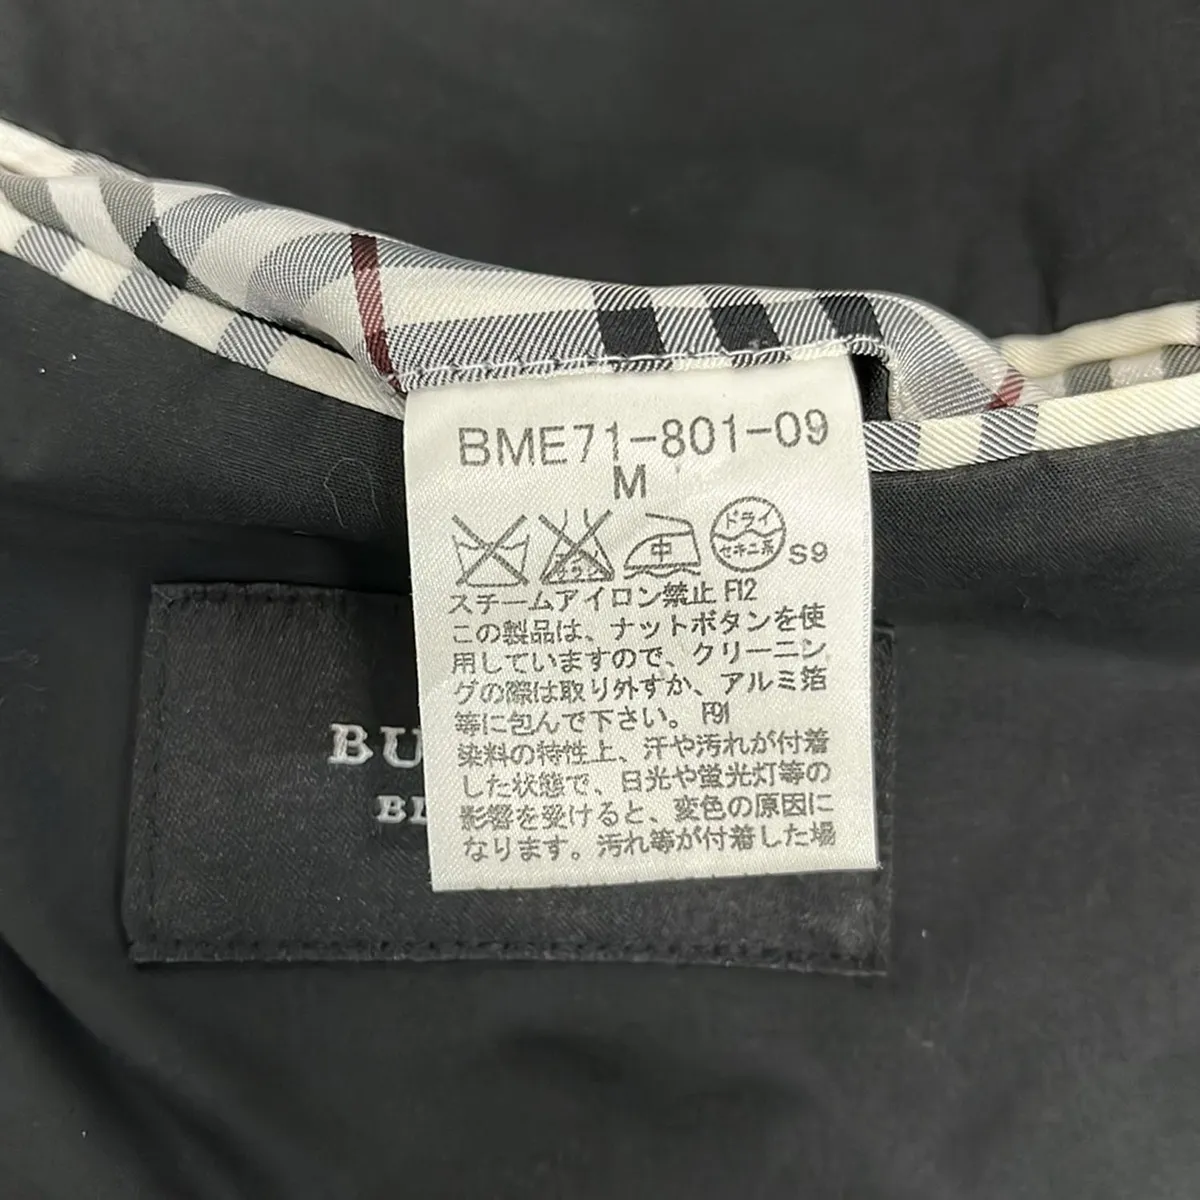 BME71-801-09
M
中
ドライ
セキユ系
S9
スチームアイロン禁止 F12
この製品は、ナットボタンを使
用していますので、クリーニン
グの際は取り外すか、アルミ箔
等に包んで下さい。 F91
染料の特性上、汗や汚れが付着
した状態で、日光や蛍光灯等の
影響を受けると、変色の原因に
なります。汚れ等が付着した場
BU
BL